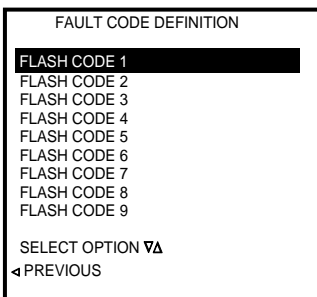 FAULT CODE DEFINITION
FLASH CODE 1
FLASH CODE 2
FLASH CODE 3
FLASH CODE 4
FLASH CODE 5
FLASH CODE 6
FLASH CODE 7
FLASH CODE 8
FLASH CODE 9
SELECT OPTION ∇∆
◁ PREVIOUS